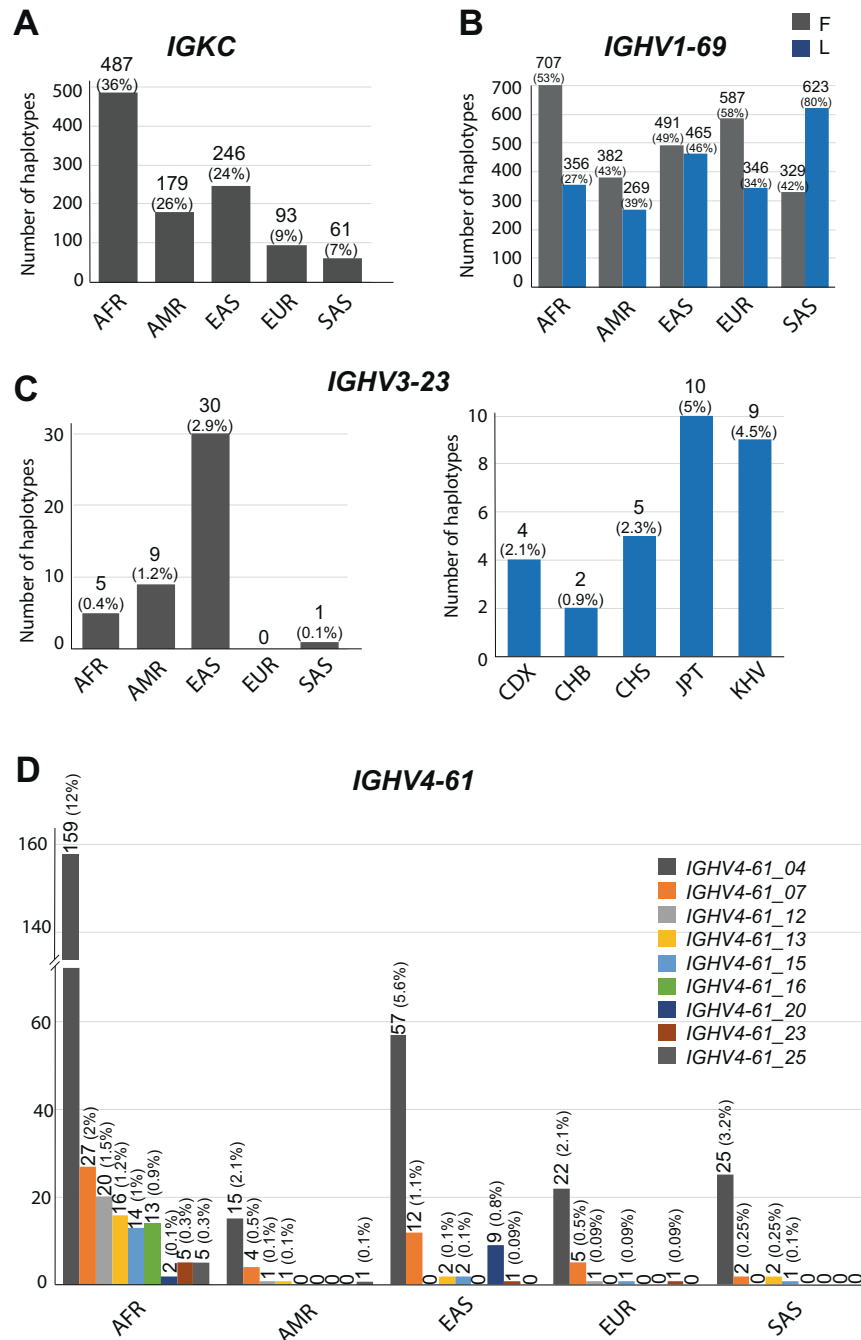 A
IGKC
Number of haplotypes
500
400
300
200
100
0
487
(36%)
179
(26%)
246
(24%)
93
(9%)
61
(7%)
AFR
AMR
EAS
EUR
SAS
B
IGHV1-69
F
L
Number of haplotypes
700
600
500
400
300
200
100
0
707
(53%)
356
(27%)
382
(43%)
269
(39%)
491
(49%)
465
(46%)
587
(58%)
346
(34%)
329
(42%)
623
(80%)
AFR
AMR
EAS
EUR
SAS
C
IGHV3-23
Number of haplotypes
30
20
10
0
5
(0.4%)
9
(1.2%)
30
(2.9%)
0
1
(0.1%)
AFR
AMR
EAS
EUR
SAS
Number of haplotypes
10
8
6
4
2
0
4
(2.1%)
2
(0.9%)
5
(2.3%)
10
(5%)
9
(4.5%)
CDX
CHB
CHS
JPT
KHV
D
IGHV4-61
160
140
60
40
20
0
159 (12%)
27 (2%)
20 (1.5%)
16 (1.2%)
14 (1%)
13 (0.9%)
2 (0.1%)
5 (0.3%)
5 (0.3%)
15 (2.1%)
4 (0.5%)
1 (0.1%)
1 (0.1%)
0
0
0
0
1 (0.1%)
57 (5.6%)
12 (1.1%)
0
2 (0.1%)
2 (0.1%)
0
9 (0.8%)
1 (0.09%)
0
22 (2.1%)
5 (0.5%)
1 (0.09%)
0
1 (0.09%)
0
0
1 (0.09%)
0
25 (3.2%)
2 (0.25%)
0
2 (0.25%)
1 (0.1%)
0
0
0
0
AFR
AMR
EAS
EUR
SAS
IGHV4-61_04
IGHV4-61_07
IGHV4-61_12
IGHV4-61_13
IGHV4-61_15
IGHV4-61_16
IGHV4-61_20
IGHV4-61_23
IGHV4-61_25